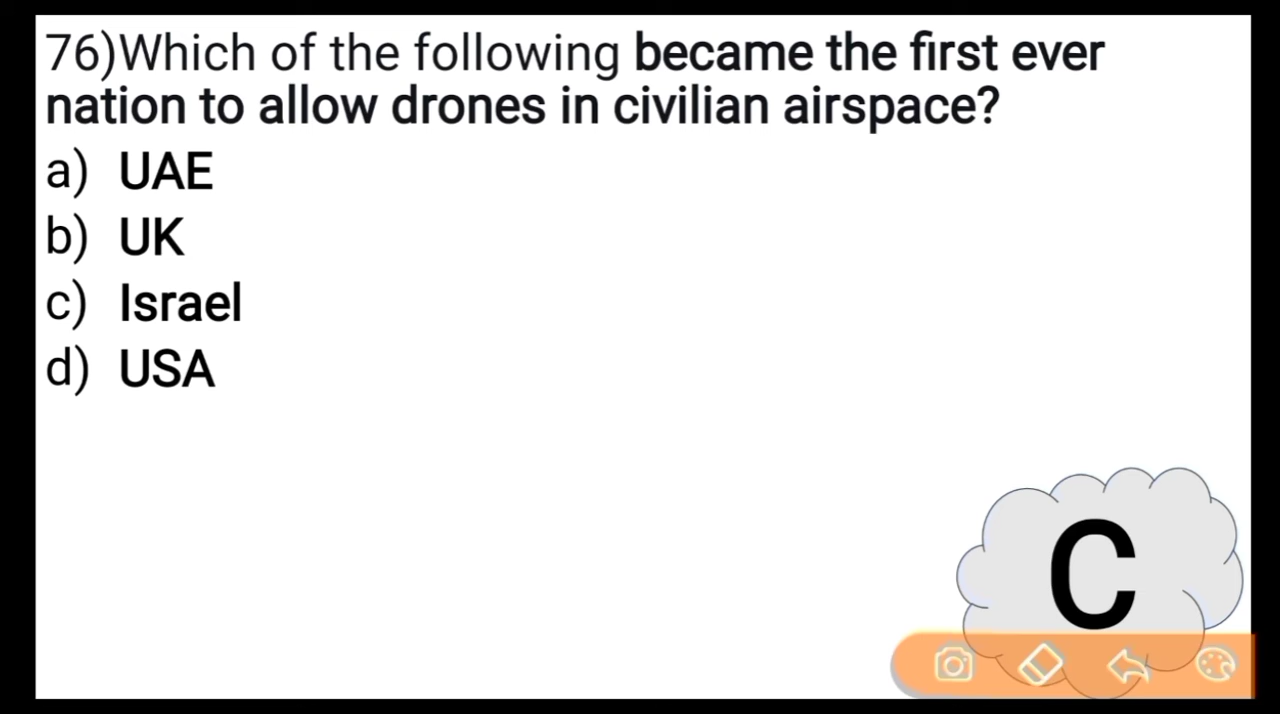 76)Which of the following became the first ever
nation to allow drones in civilian airspace?
a) UAE
b) UK
c) Israel
d) USA
C